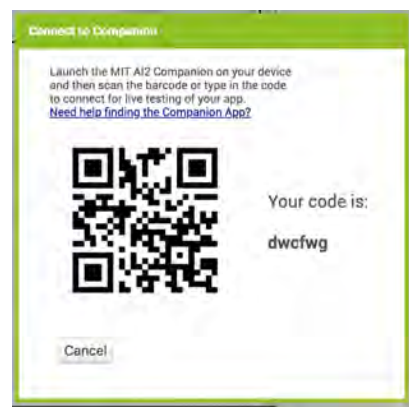 Connect to Companion
Launch the MIT AI2 Companion on your device
and then scan the barcode or type in the code
to connect for live testing of your app.
Need help finding the Companion App?
Your code is:
dwcfwg
Cancel